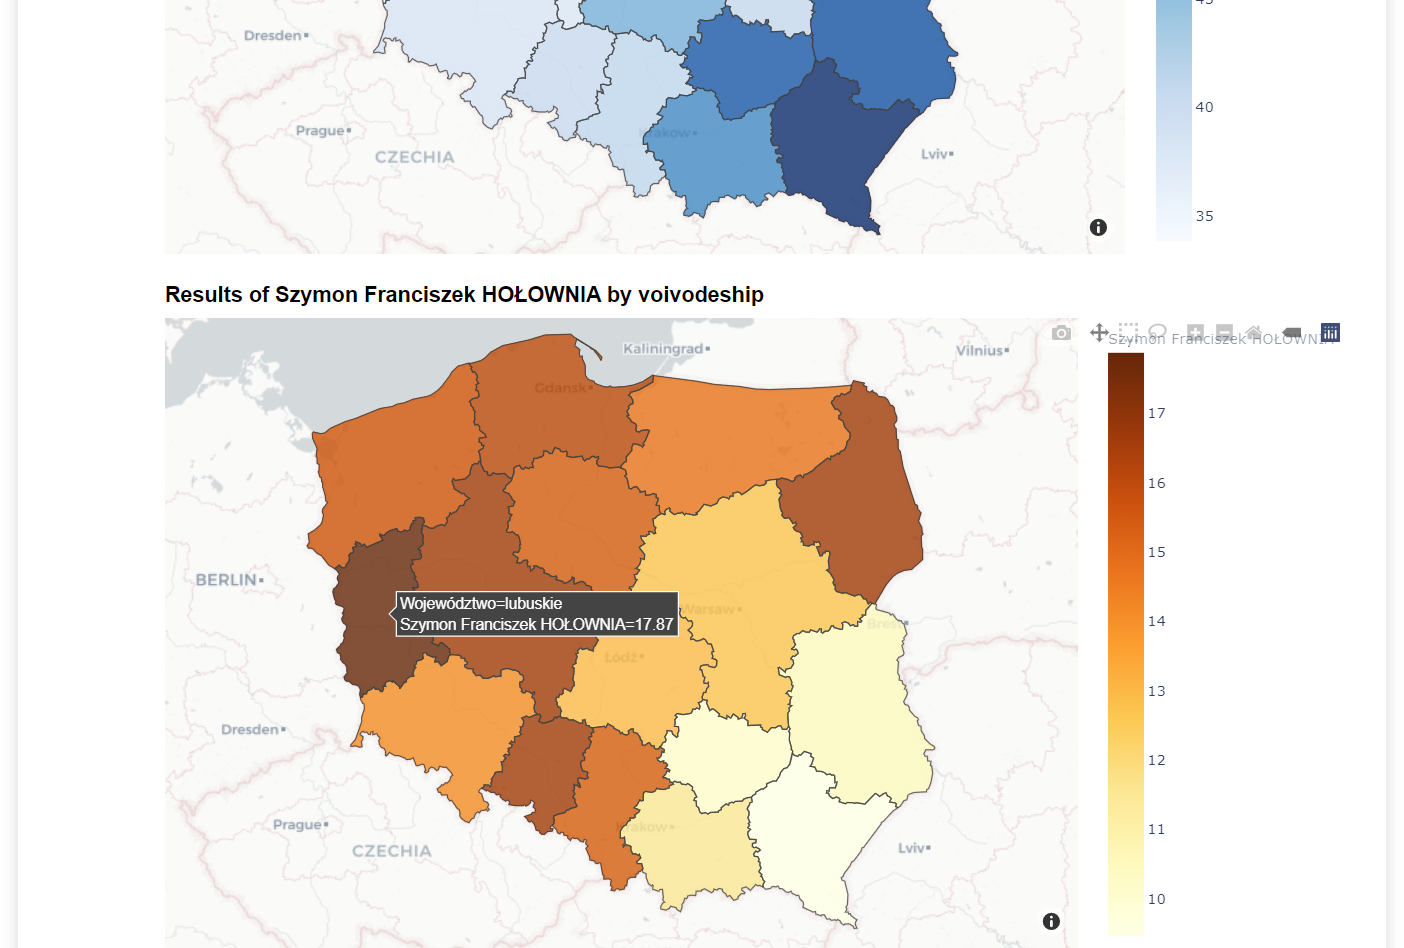 45
Dresden
40
Prague
Krakow
CZECHIA
Lviv
35
Results of Szymon Franciszek HOŁOWNIA by voivodeship
Kaliningrad
Vilnius
Szymon Franciszek HOŁOWNIA
Gdansk
17
16
15
BERLIN
Województwo=lubuskie
Szymon Franciszek HOŁOWNIA=17.87
Warsaw
Brest
14
Łódź
13
Dresden
12
Prague
Krakow
11
CZECHIA
Lviv
10